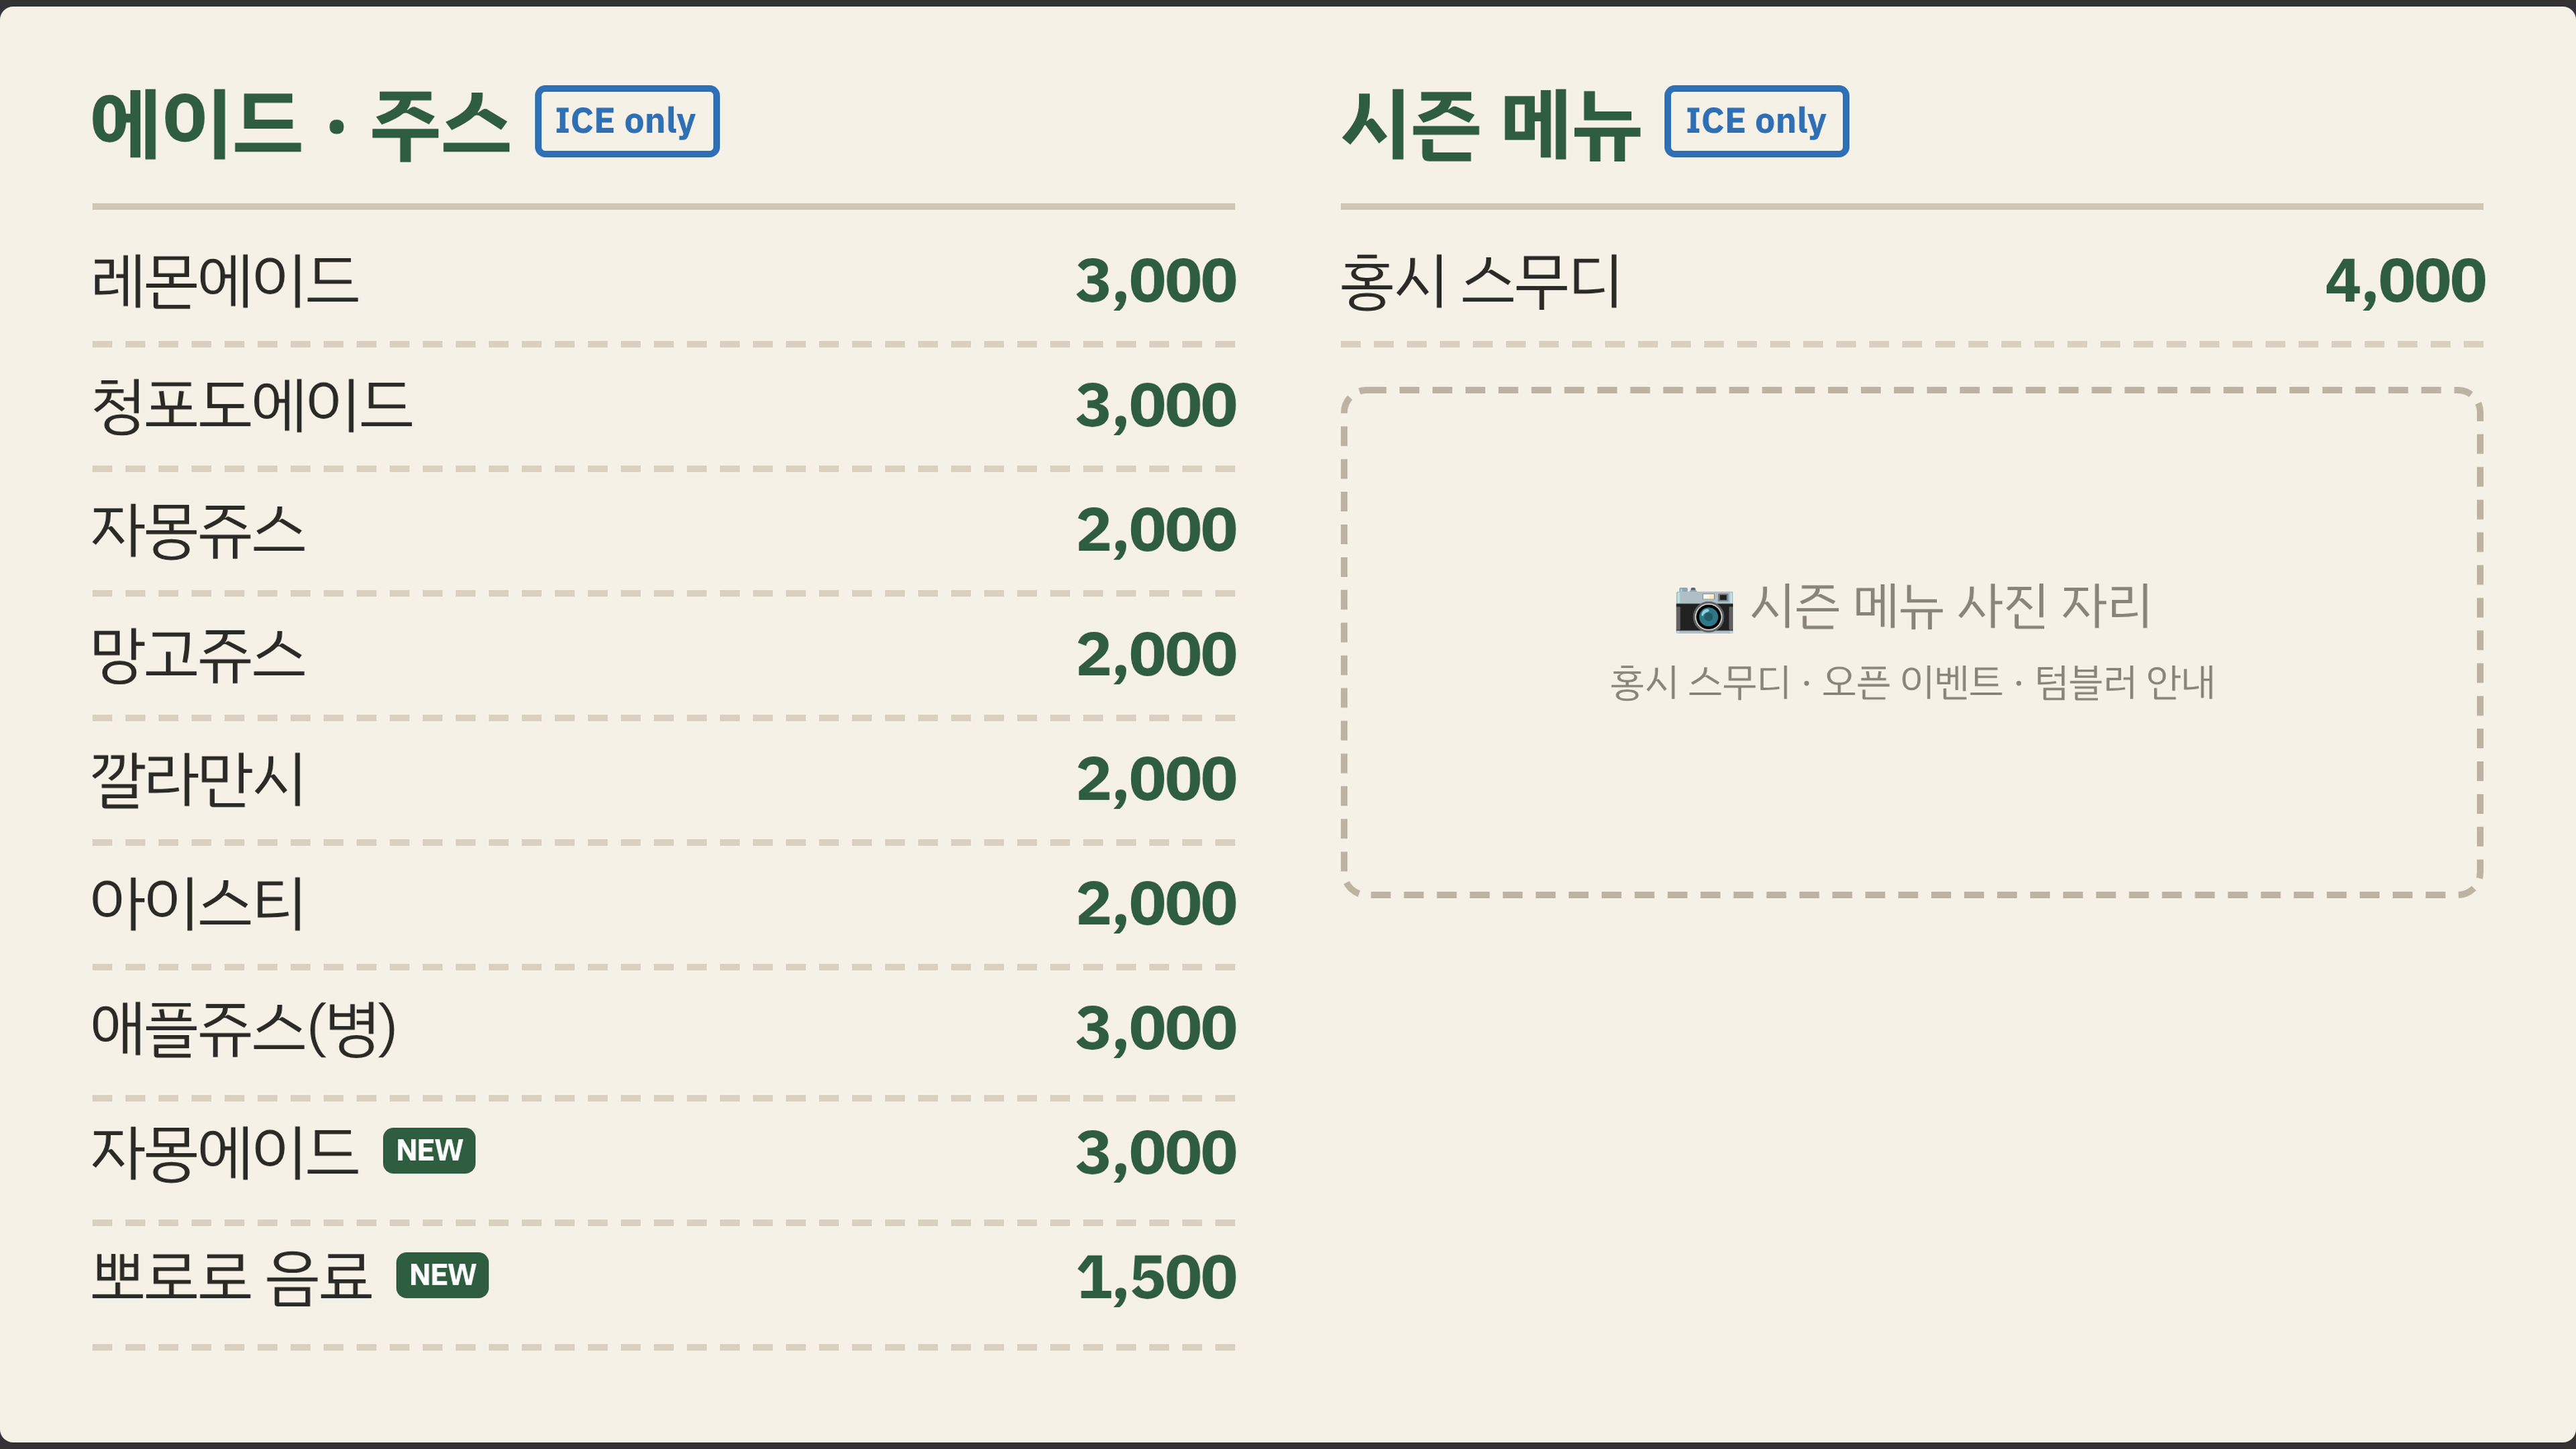 에이드 · 주스 ICE only
레몬에이드 3,000
청포도에이드 3,000
자몽쥬스 2,000
망고쥬스 2,000
깔라만시 2,000
아이스티 2,000
애플쥬스(병) 3,000
자몽에이드 NEW 3,000
뽀로로 음료 NEW 1,500
시즌 메뉴 ICE only
홍시 스무디 4,000
시즌 메뉴 사진 자리
홍시 스무디 · 오픈 이벤트 · 텀블러 안내